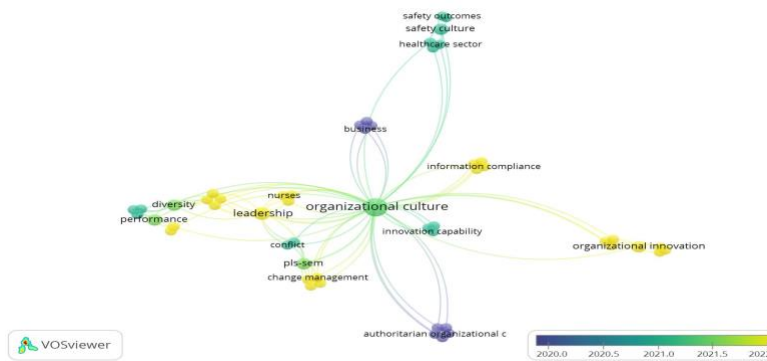 safety outcomes
safety culture
healthcare sector
business
information compliance
diversity
nurses
performance
leadership
organizational culture
innovation capability
conflict
organizational innovation
pls-sem
change management
authoritarian organizational c
VOSviewer
2020.0 2020.5 2021.0 2021.5